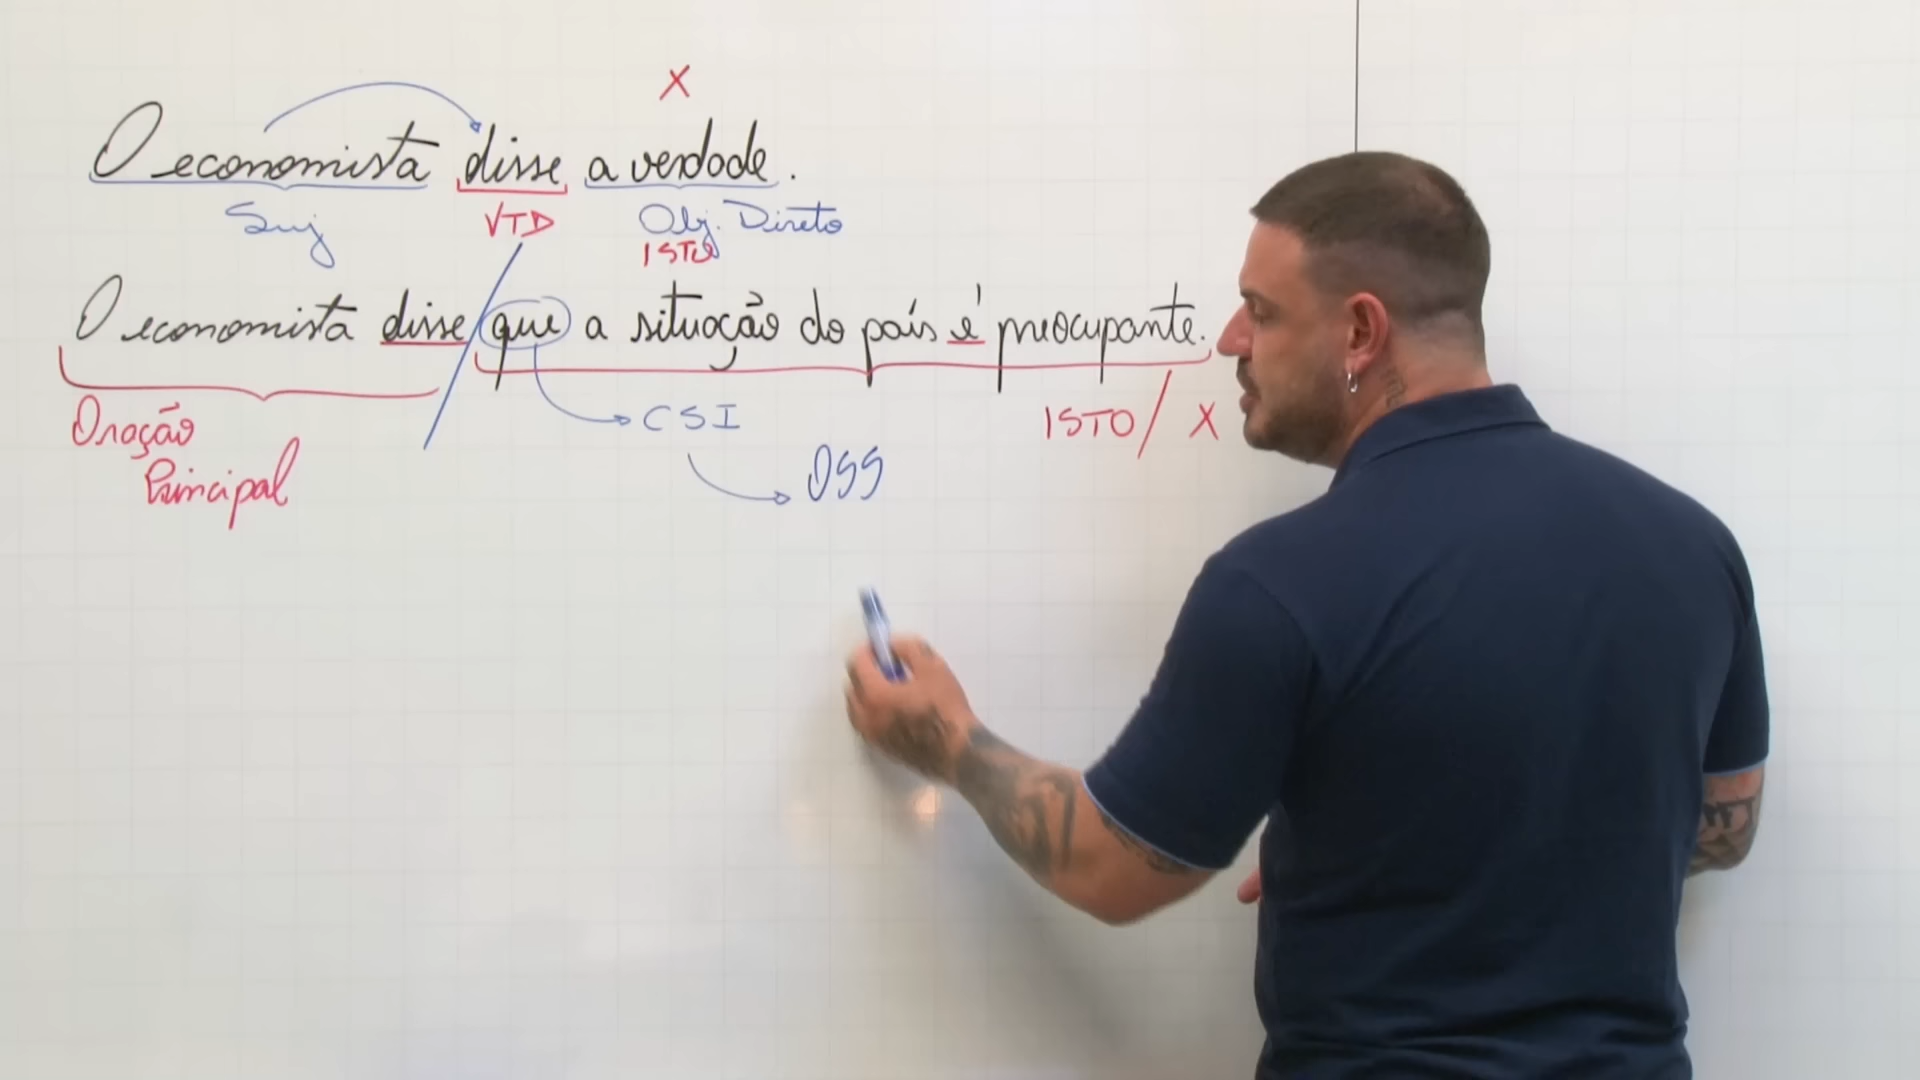 X
O economista disse a verdade.
Suj VTD Obj. Direto
ISTO
O economista disse / que a situação do país é preocupante.
Oração CSI ISTO / X
Principal OSS